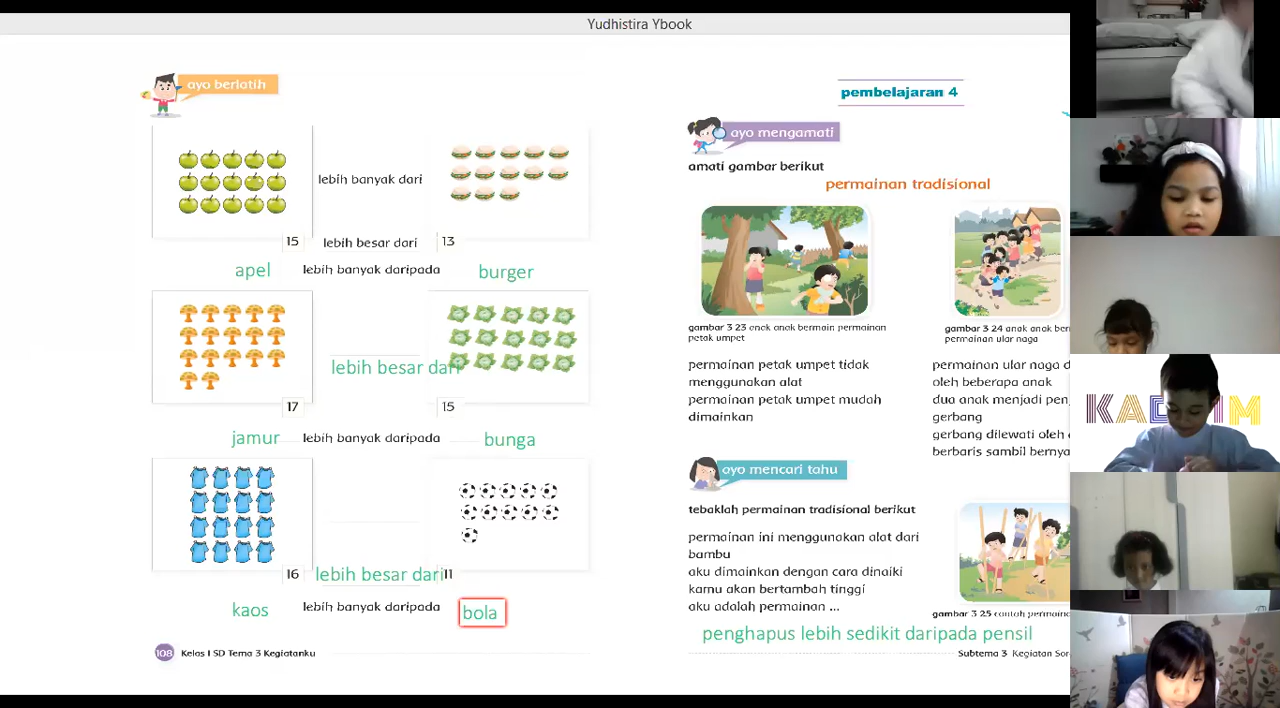 Yudhistira Ybook
ayo berlatih
lebih banyak dari
15
lebih besar dari
13
apel
lebih banyak daripada
burger
lebih besar dari
17
15
jamur
lebih banyak daripada
bunga
16
lebih besar dari
11
kaos
lebih banyak daripada
bola
108
Kelas I SD Tema 3 Kegiatanku
pembelajaran 4
ayo mengamati
amati gambar berikut
permainan tradisional
gambar 3 23 anak anak bermain permainan
petak umpet
permainan petak umpet tidak
menggunakan alat
permainan petak umpet mudah
dimainkan
gambar 3 24 anak anak ber
permainan ular naga
permainan ular naga d
oleh beberapa anak
dua anak menjadi pen
gerbang
gerbang dilewati oleh
berbaris sambil bernya
ayo mencari tahu
tebaklah permainan tradisional berikut
permainan ini menggunakan alat dari
bambu
aku dimainkan dengan cara dinaiki
kamu akan bertambah tinggi
aku adalah permainan ...
gambar 3 25 contoh permaina
penghapus lebih sedikit daripada pensil
Subtema 3 Kegiatan Sor